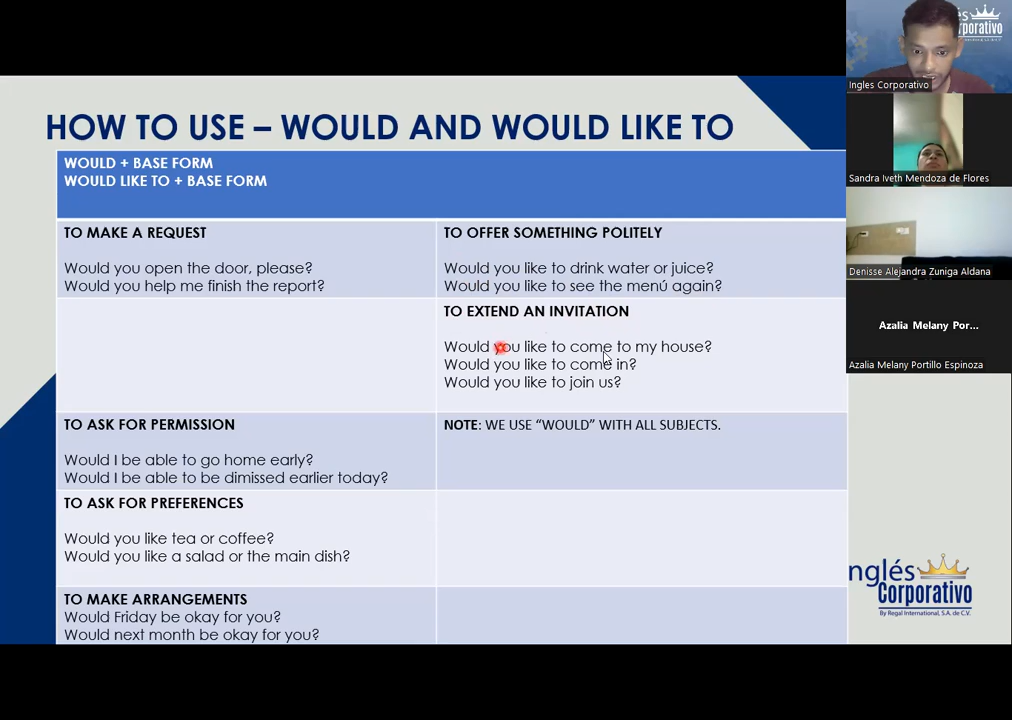 HOW TO USE – WOULD AND WOULD LIKE TO
WOULD + BASE FORM
WOULD LIKE TO + BASE FORM
TO MAKE A REQUEST
Would you open the door, please?
Would you help me finish the report?
TO OFFER SOMETHING POLITELY
Would you like to drink water or juice?
Would you like to see the menú again?
TO EXTEND AN INVITATION
Would you like to come to my house?
Would you like to come in?
Would you like to join us?
TO ASK FOR PERMISSION
Would I be able to go home early?
Would I be able to be dimissed earlier today?
NOTE: WE USE “WOULD” WITH ALL SUBJECTS.
TO ASK FOR PREFERENCES
Would you like tea or coffee?
Would you like a salad or the main dish?
TO MAKE ARRANGEMENTS
Would Friday be okay for you?
Would next month be okay for you?
Ingles Corporativo
Sandra Iveth Mendoza de Flores
Denisse Alejandra Zuniga Aldana
Azalia Melany Por...
Azalia Melany Portillo Espinoza
nglés
Corporativo
By Regal International, S.A. de C.V.